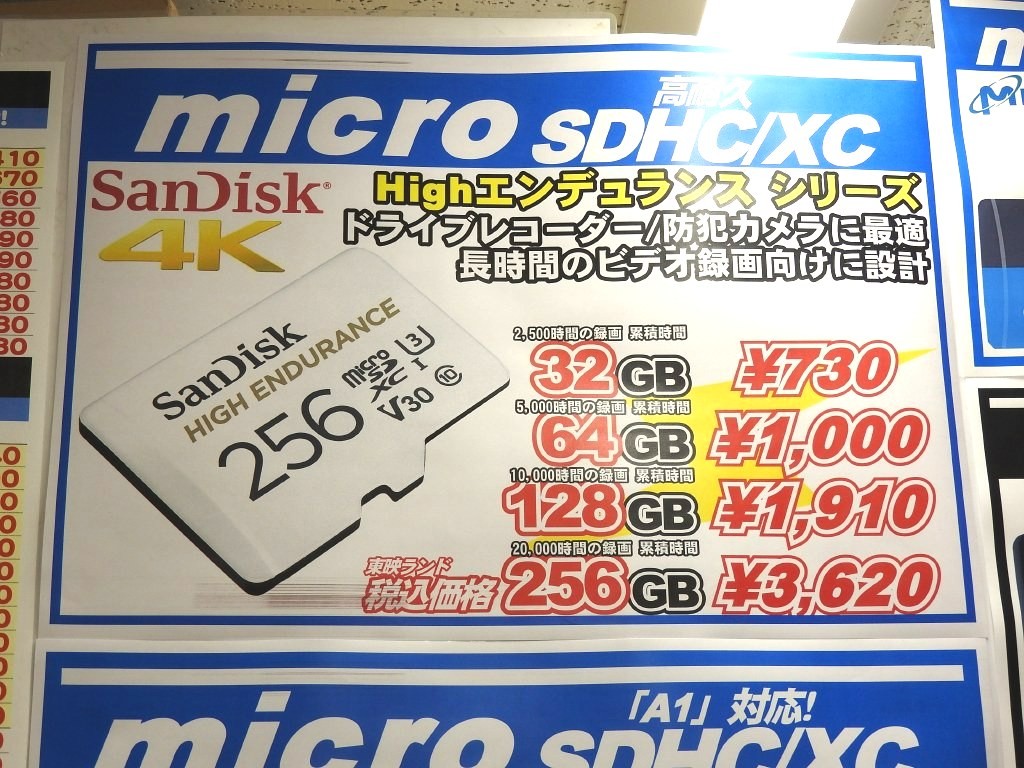 高耐久
micro SDHC/XC
SanDisk®
4K
Highエンデュランス シリーズ
ドライブレコーダー/防犯カメラに最適
長時間のビデオ録画向けに設計
SanDisk
HIGH ENDURANCE
256
micro SD XC I U3
V30 10
2,500時間の録画 累積時間
32GB ¥730
5,000時間の録画 累積時間
64GB ¥1,000
10,000時間の録画 累積時間
128GB ¥1,910
20,000時間の録画 累積時間
東映ランド
税込価格 256GB ¥3,620
「A1」対応!
micro SDHC/XC